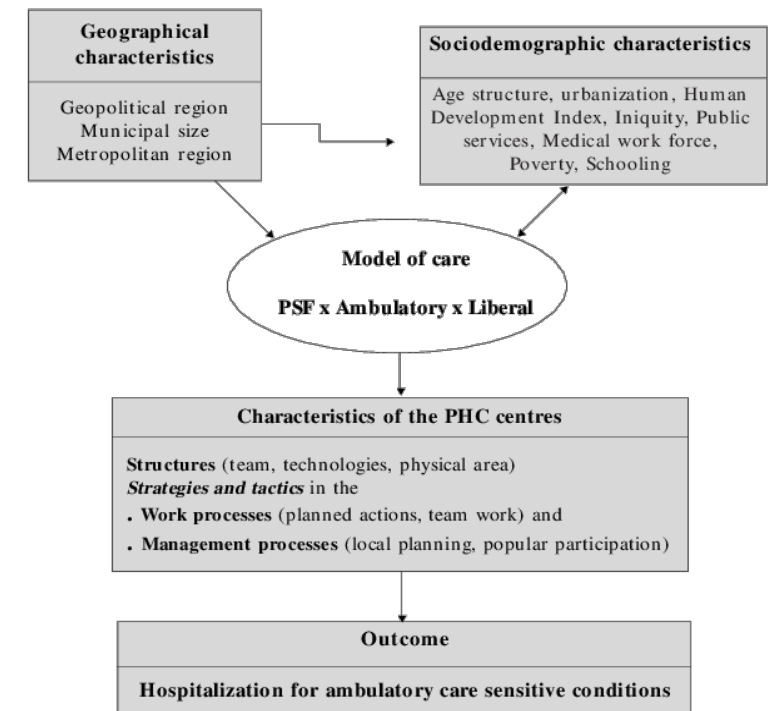 Geographical
characteristics
Geopolitical region
Municipal size
Metropolitan region
Sociodemographic characteristics
Age structure, urbanization, Human
Development Index, Iniquity, Public
services, Medical work force,
Poverty, Schooling
Model of care
PSF x Ambulatory x Liberal
Characteristics of the PHC centres
Structures (team, technologies, physical area)
Strategies and tactics in the
. Work processes (planned actions, team work) and
. Management processes (local planning, popular participation)
Outcome
Hospitalization for ambulatory care sensitive conditions